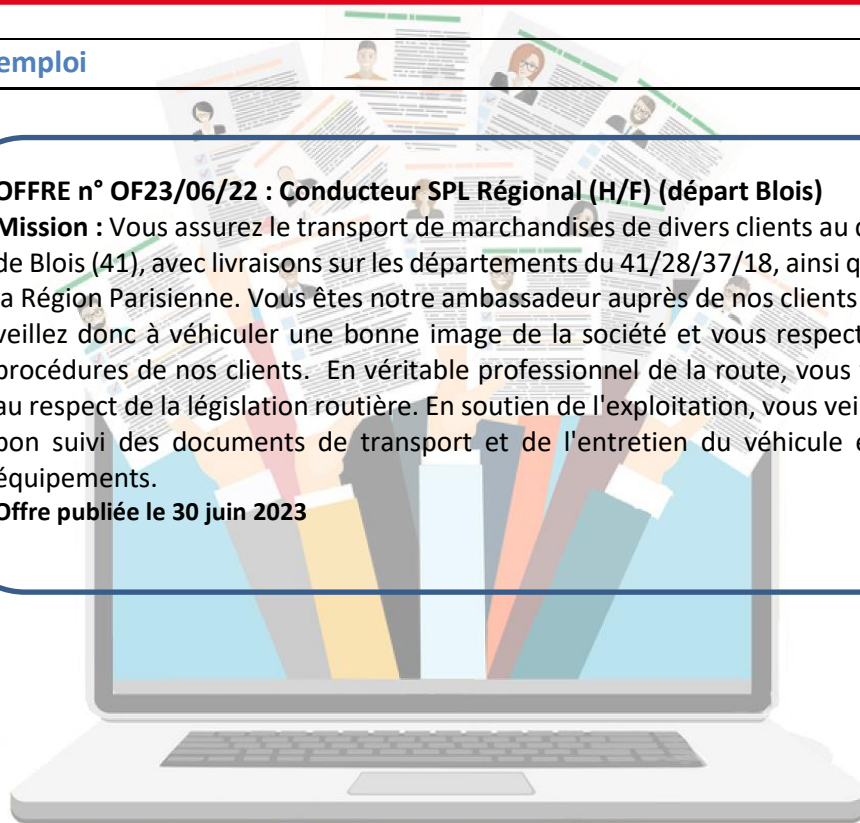 emploi
OFFRE n° OF23/06/22 : Conducteur SPL Régional (H/F) (départ Blois)
Mission : Vous assurez le transport de marchandises de divers clients au
de Blois (41), avec livraisons sur les départements du 41/28/37/18, ainsi
la Région Parisienne. Vous êtes notre ambassadeur auprès de nos clients
veillez donc à véhiculer une bonne image de la société et vous respect
procédures de nos clients. En véritable professionnel de la route, vous
au respect de la législation routière. En soutien de l'exploitation, vous vei
bon suivi des documents de transport et de l'entretien du véhicule
équipements.
Offre publiée le 30 juin 2023